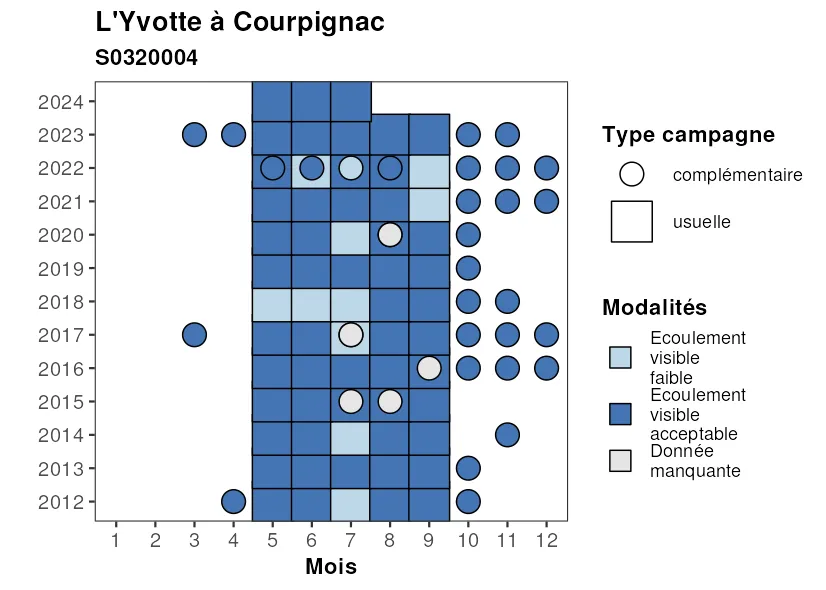 L'Yvotte à Courpignac
S0320004
2024
2023
2022
2021
2020
2019
2018
2017
2016
2015
2014
2013
2012
1 2 3 4 5 6 7 8 9 10 11 12
Mois
Type campagne
complémentaire
usuelle
Modalités
Ecoulement
visible
faible
Ecoulement
visible
acceptable
Donnée
manquante